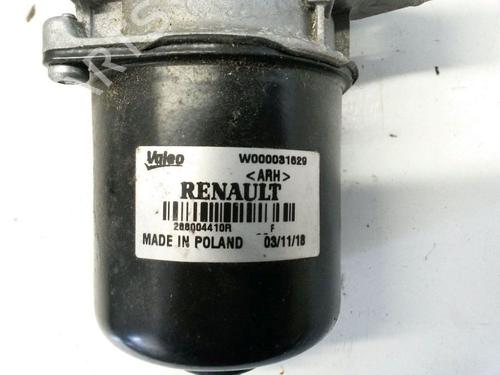 Valeo W000031629
<ARH>
RENAULT
288004410R F
MADE IN POLAND 03/11/18